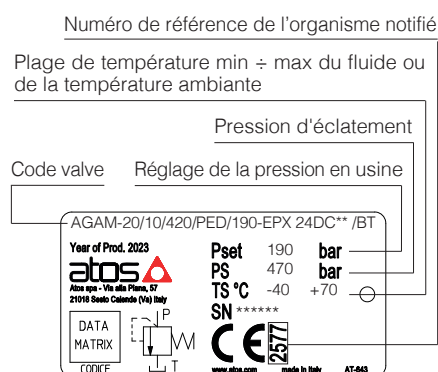 Numéro de référence de l'organisme notifié
Plage de température min ÷ max du fluide ou
de la température ambiante
Pression d'éclatement
Code valve Réglage de la pression en usine
AGAM-20/10/420/PED/190-EPX 24DC** /BT
Year of Prod. 2023
Pset 190 bar
atos
PS 470 bar
Atos spa - Via alla Piana, 57
21018 Sesto Calende (Va) Italy
TS °C -40 +70
SN ******
P
DATA
MATRIX
CE 2577
T
CODICE
www.atos.com made in Italy AT-643